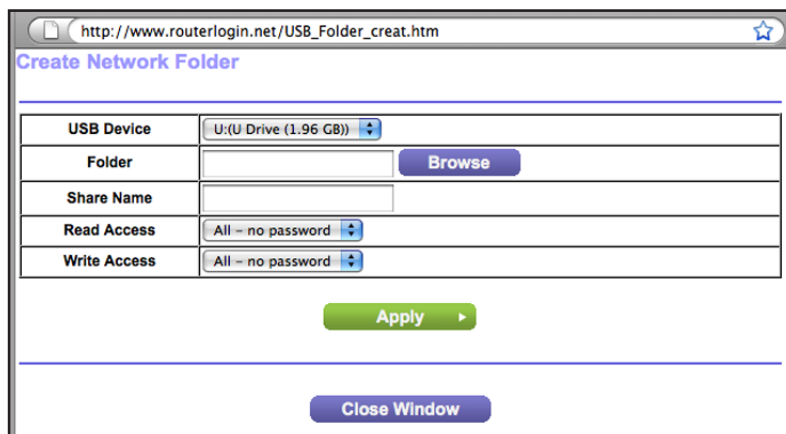 http://www.routerlogin.net/USB_Folder_creat.htm
Create Network Folder
USB Device U:(U Drive (1.96 GB))
Folder Browse
Share Name
Read Access All – no password
Write Access All – no password
Apply
Close Window